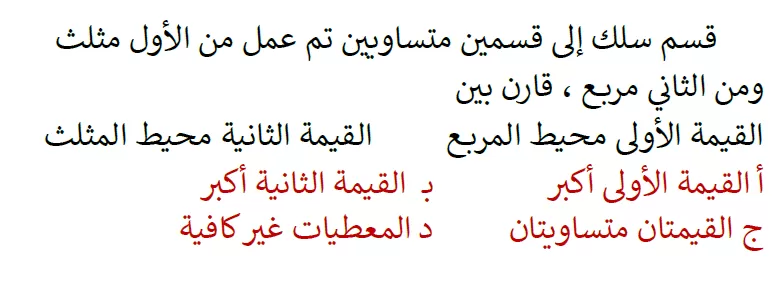 قسم سلك إلى قسمين متساويين تم عمل من الأول مثلث
ومن الثاني مربع ، قارن بين
القيمة الأولى محيط المربع القيمة الثانية محيط المثلث
أ القيمة الأولى أكبر بـ القيمة الثانية أكبر
ج القيمتان متساويتان د المعطيات غير كافية